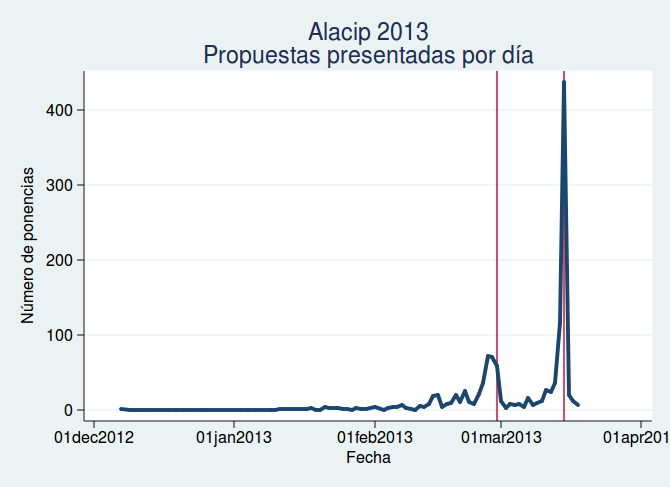 Alacip 2013
Propuestas presentadas por día
Número de ponencias
400
300
200
100
0
01dec2012 01jan2013 01feb2013 01mar2013 01apr201
Fecha